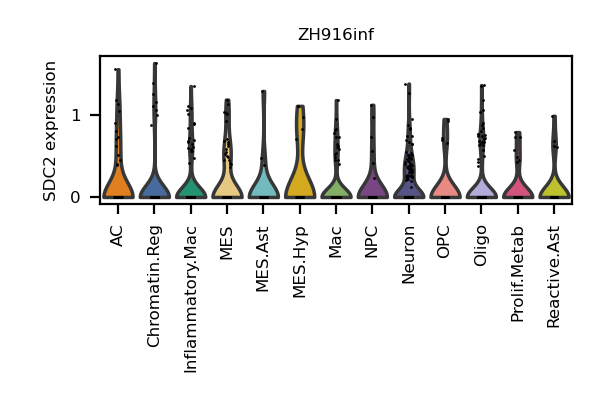 ZH916inf
SDC2 expression
1
0
AC
Chromatin.Reg
Inflammatory.Mac
MES
MES.Ast
MES.Hyp
Mac
NPC
Neuron
OPC
Oligo
Prolif.Metab
Reactive.Ast